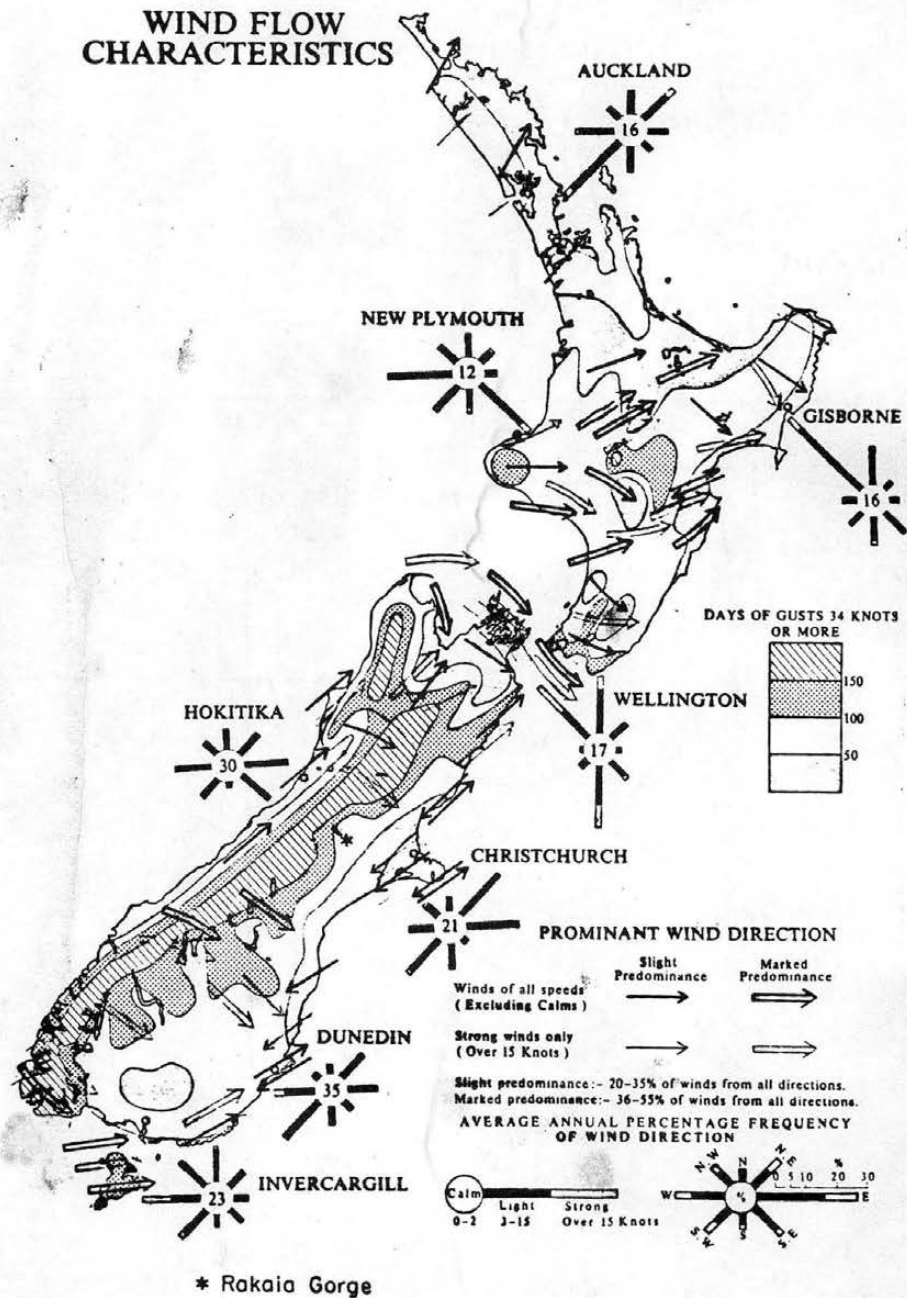 WIND FLOW
CHARACTERISTICS
AUCKLAND
16
NEW PLYMOUTH
12
GISBORNE
16
DAYS OF GUSTS 34 KNOTS
OR MORE
150
100
50
WELLINGTON
17
HOKITIKA
30
*
CHRISTCHURCH
21
PROMINANT WIND DIRECTION
Slight
Predominance
Marked
Predominance
Winds of all speeds
(Excluding Calms)
Strong winds only
(Over 15 Knots)
Slight predominance:- 20-35% of winds from all directions.
Marked predominance:- 36-55% of winds from all directions.
DUNEDIN
35
AVERAGE ANNUAL PERCENTAGE FREQUENCY
OF WIND DIRECTION
INVERCARGILL
23
Calm
0-2
Light
3-15
Strong
Over 15 Knots
N.W
N
N.E
%
0 5 10 20 30
W
%
E
S.W
S
S.E
* Rakaia Gorge